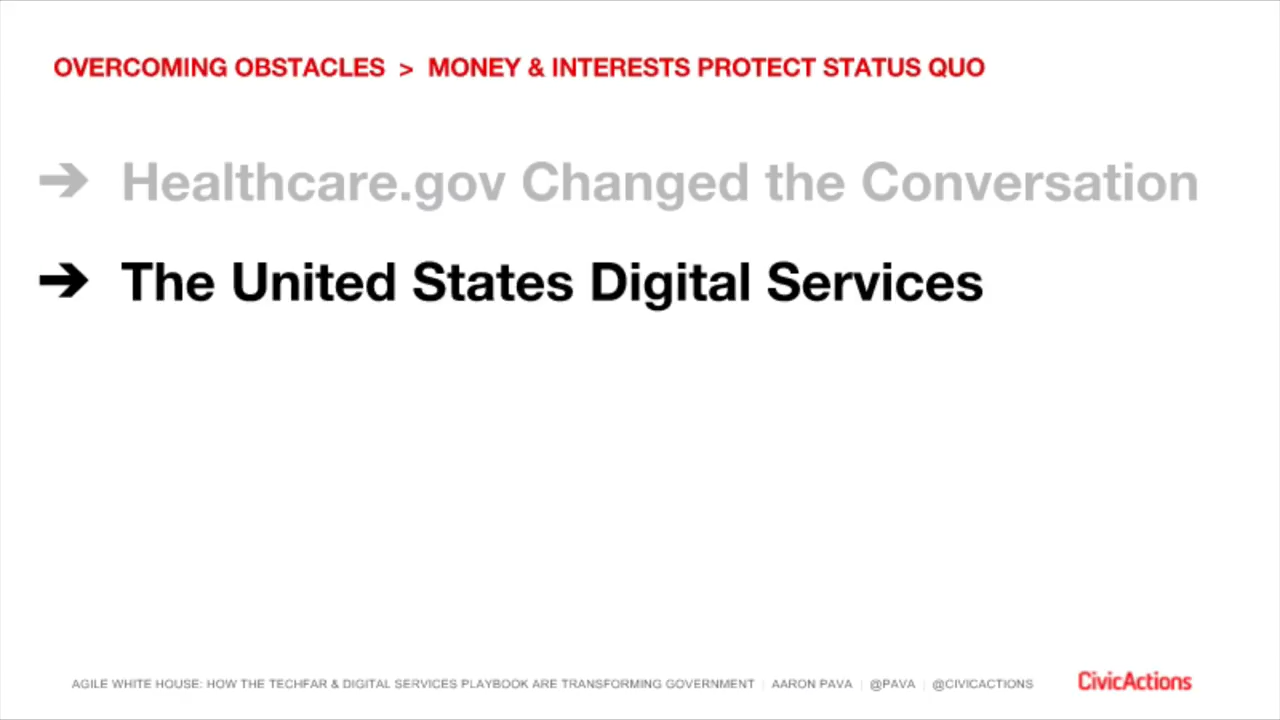 OVERCOMING OBSTACLES > MONEY & INTERESTS PROTECT STATUS QUO
➔ Healthcare.gov Changed the Conversation
➔ The United States Digital Services
AGILE WHITE HOUSE: HOW THE TECHFAR & DIGITAL SERVICES PLAYBOOK ARE TRANSFORMING GOVERNMENT | AARON PAVA | @PAVA | @CIVICACTIONS CivicActions